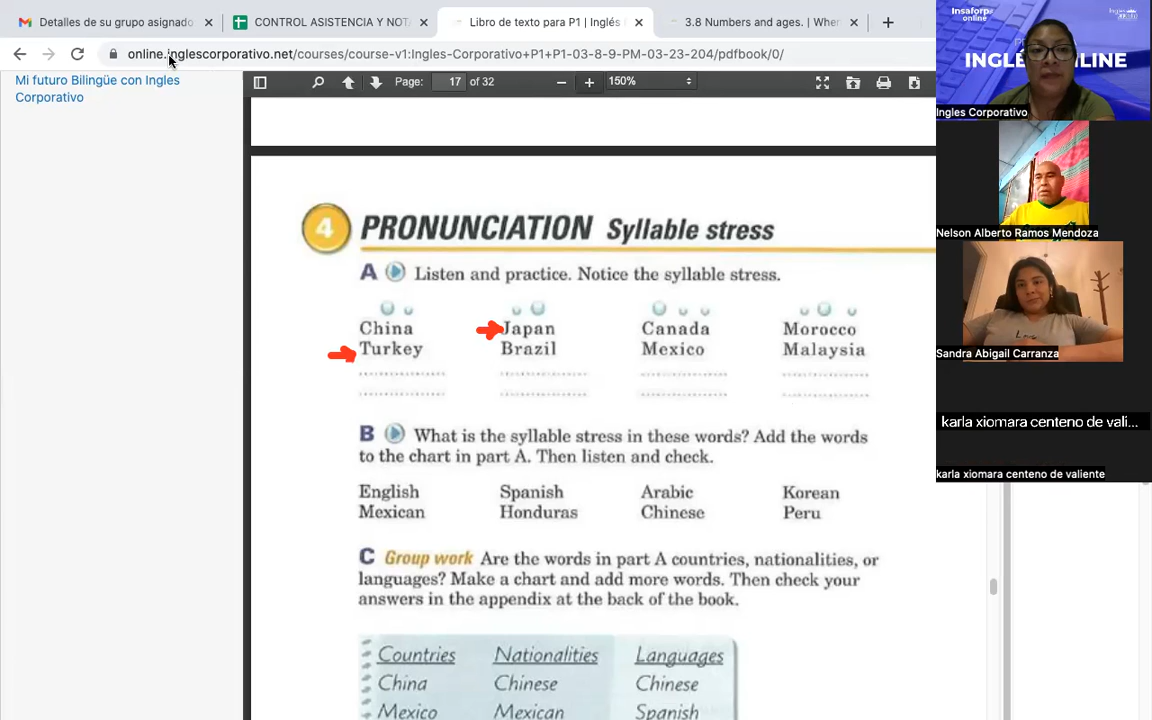 Detalles de su grupo asignado
CONTROL ASISTENCIA Y NOTA
Libro de texto para P1 | Inglés
3.8 Numbers and ages. | When
online.inglescorporativo.net/courses/course-v1:Ingles-Corporativo+P1+P1-03-8-9-PM-03-23-204/pdfbook/0/
Mi futuro Bilingüe con Ingles
Corporativo
Page: 17 of 32
150%
4 PRONUNCIATION Syllable stress
A Listen and practice. Notice the syllable stress.
China Japan Canada Morocco
Turkey Brazil Mexico Malaysia
B What is the syllable stress in these words? Add the words
to the chart in part A. Then listen and check.
English Spanish Arabic Korean
Mexican Honduras Chinese Peru
C Group work Are the words in part A countries, nationalities, or
languages? Make a chart and add more words. Then check your
answers in the appendix at the back of the book.
Countries Nationalities Languages
China Chinese Chinese
Mexico Mexican Spanish
Insaforp
online
INGLÉ ONLINE
Ingles Corporativo
Nelson Alberto Ramos Mendoza
Sandra Abigail Carranza
karla xiomara centeno de vali...
karla xiomara centeno de valiente